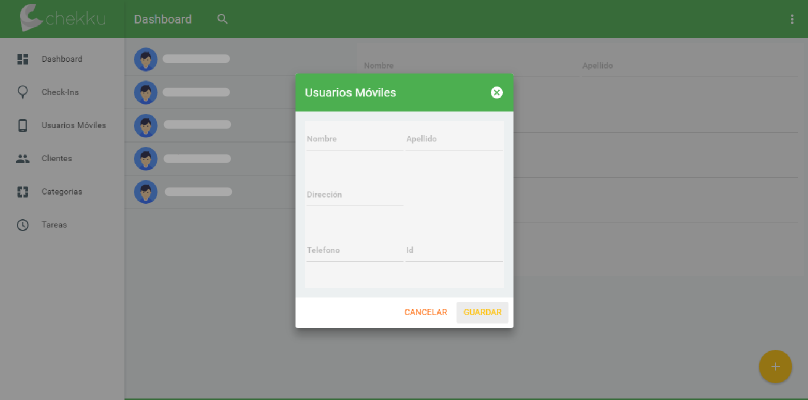 chekku
Dashboard
Dashboard
Check-Ins
Usuarios Móviles
Clientes
Categorias
Tareas
Nombre Apellido
Usuarios Móviles
Nombre Apellido
Dirección
Telefono Id
CANCELAR GUARDAR